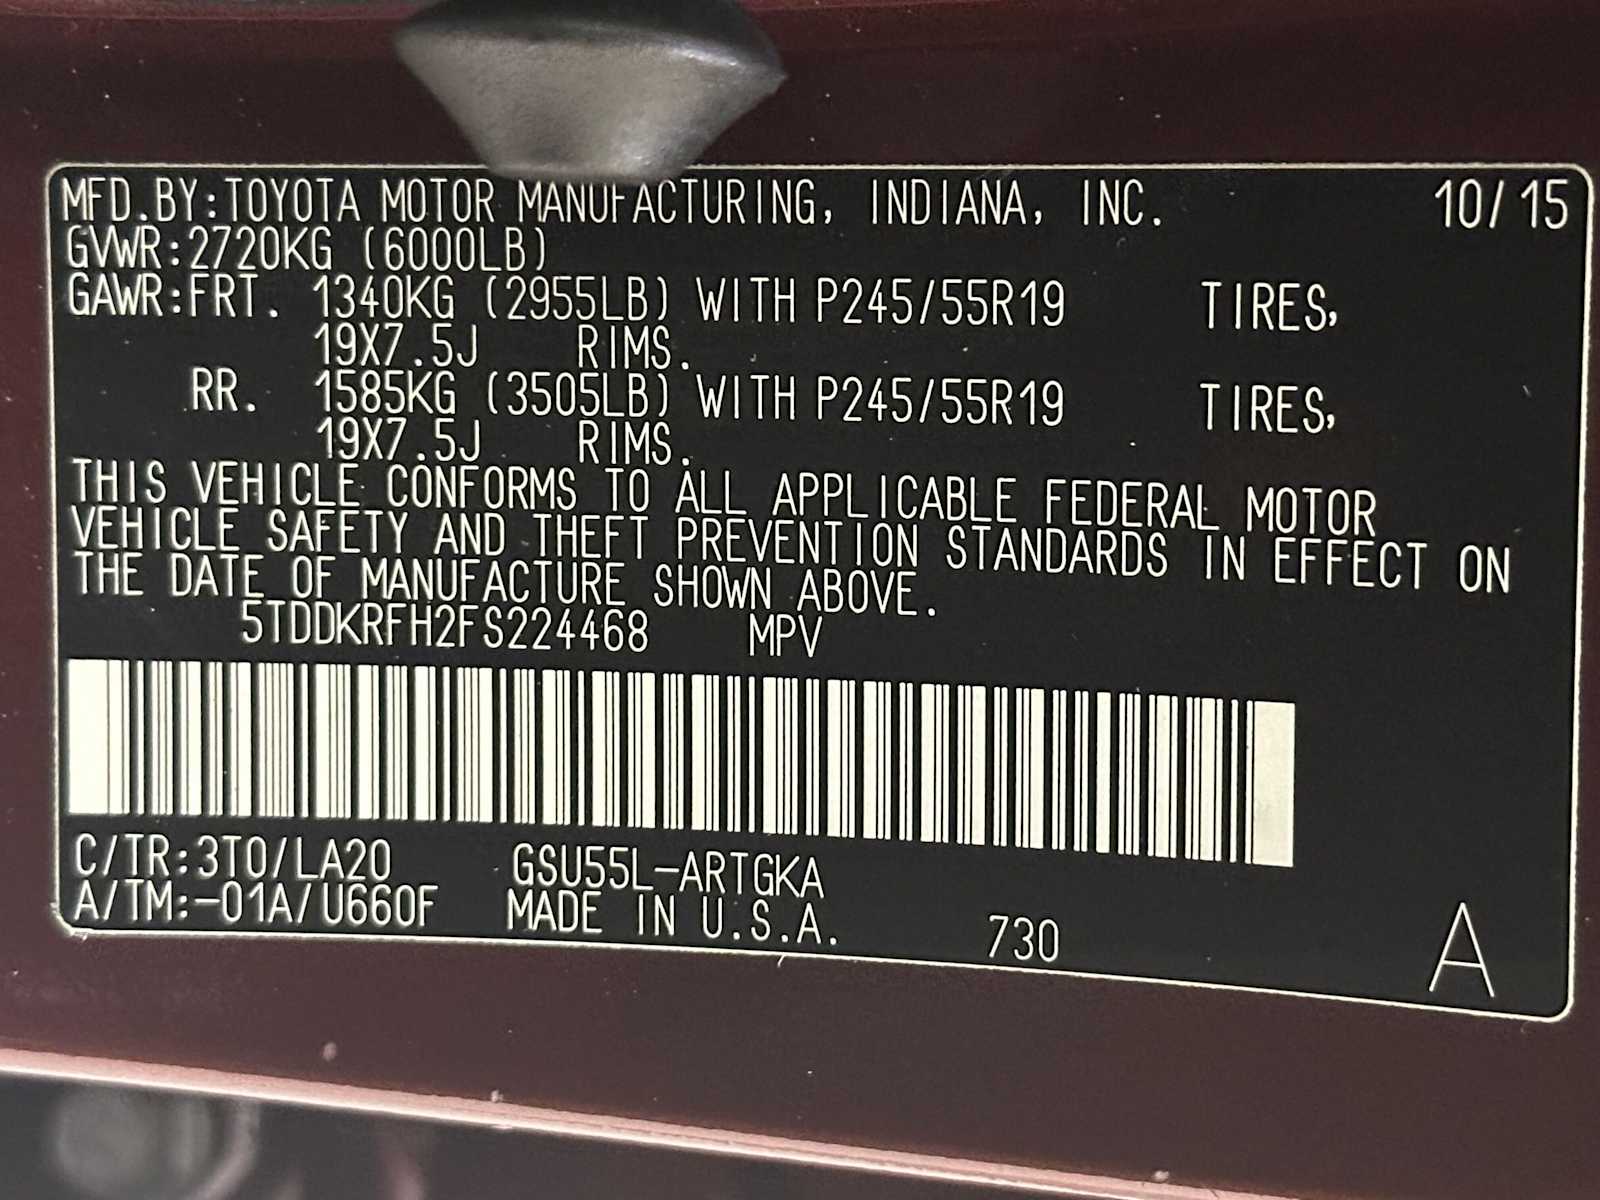 MFD.BY:TOYOTA MOTOR MANUFACTURING, INDIANA, INC. 10/15
GVWR:2720KG (6000LB)
GAWR:FRT. 1340KG (2955LB) WITH P245/55R19 TIRES,
19X7.5J RIMS.
RR. 1585KG (3505LB) WITH P245/55R19 TIRES,
19X7.5J RIMS.
THIS VEHICLE CONFORMS TO ALL APPLICABLE FEDERAL MOTOR
VEHICLE SAFETY AND THEFT PREVENTION STANDARDS IN EFFECT ON
THE DATE OF MANUFACTURE SHOWN ABOVE.
5TDDKRFH2FS224468 MPV
C/TR:3T0/LA20 GSU55L-ARTGKA
A/TM:-01A/U660F MADE IN U.S.A. 730 A